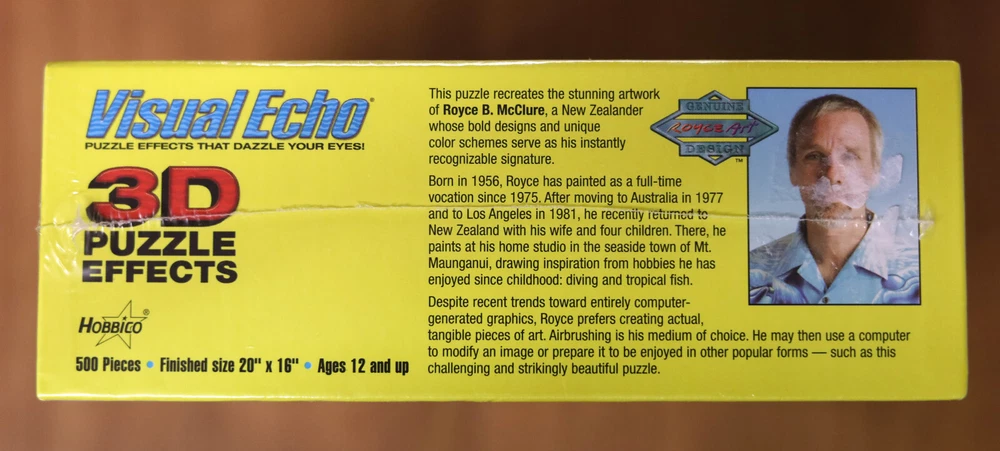 Visual Echo®
PUZZLE EFFECTS THAT DAZZLE YOUR EYES!
3D
PUZZLE
EFFECTS
HOBBICO®
500 Pieces • Finished size 20" x 16" • Ages 12 and up
This puzzle recreates the stunning artwork
of Royce B. McClure, a New Zealander
whose bold designs and unique
color schemes serve as his instantly
recognizable signature.
Born in 1956, Royce has painted as a full-time
vocation since 1975. After moving to Australia in 1977
and to Los Angeles in 1981, he recently returned to
New Zealand with his wife and four children. There, he
paints at his home studio in the seaside town of Mt.
Maunganui, drawing inspiration from hobbies he has
enjoyed since childhood: diving and tropical fish.
Despite recent trends toward entirely computer-
generated graphics, Royce prefers creating actual,
tangible pieces of art. Airbrushing is his medium of choice. He may then use a computer
to modify an image or prepare it to be enjoyed in other popular forms — such as this
challenging and strikingly beautiful puzzle.
GENUINE
Royce Art
DESIGN
™